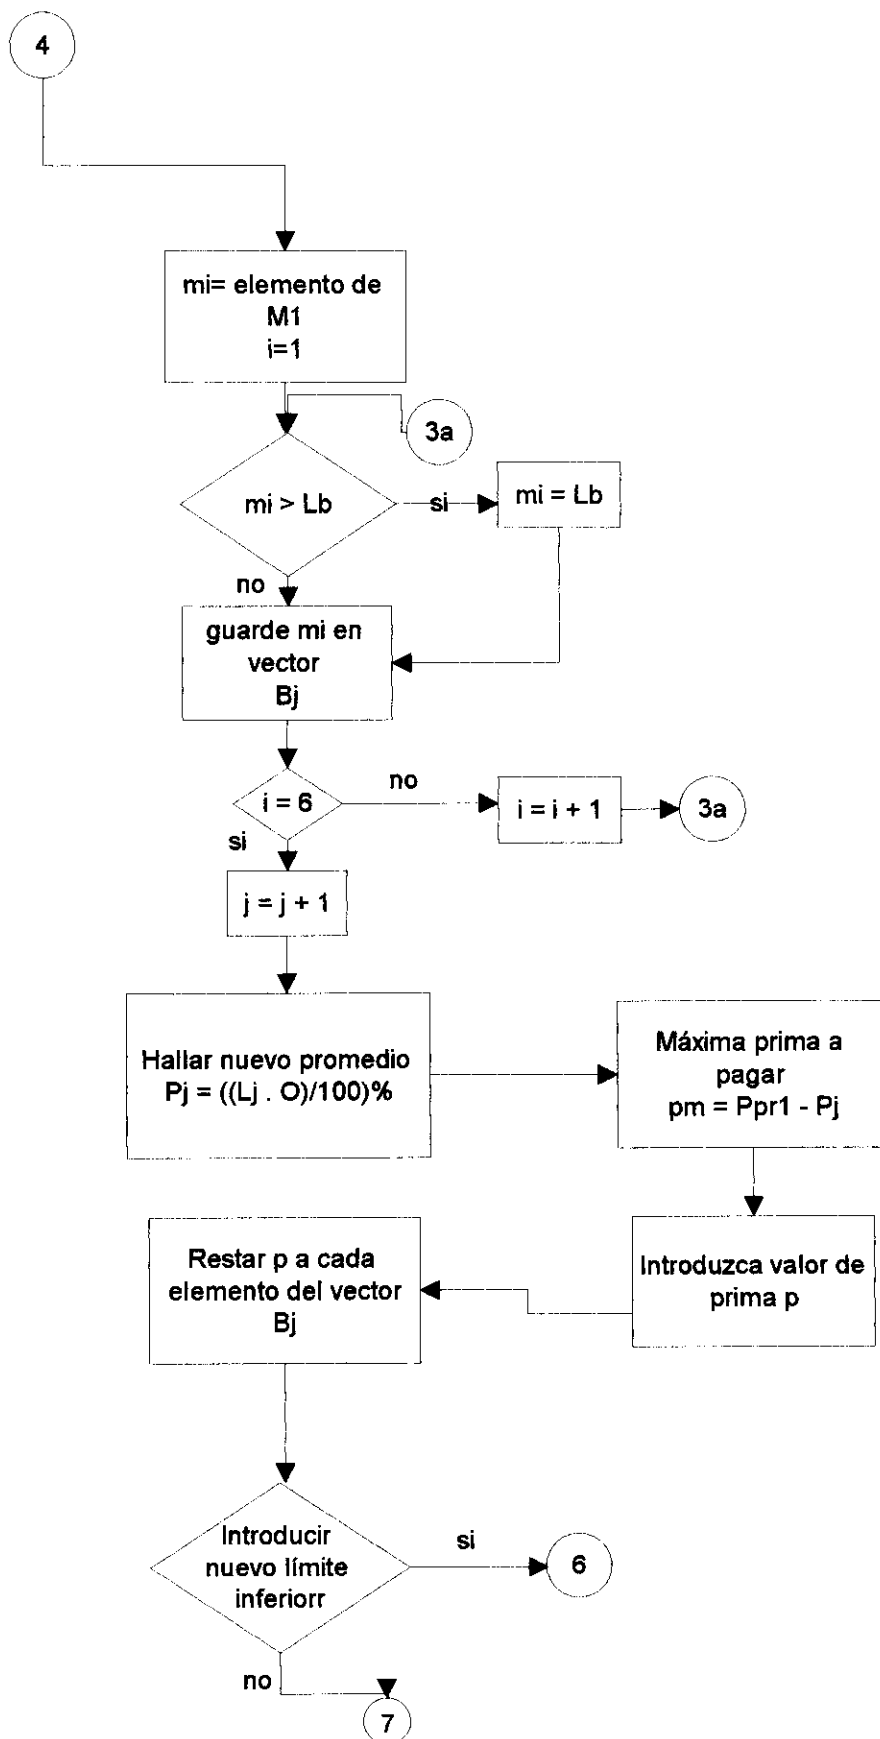 4
mi= elemento de
M1
i=1
3a
mi > Lb
si
mi = Lb
no
guarde mi en
vector
Bj
i = 6
no
i = i + 1
3a
si
j = j + 1
Hallar nuevo promedio
Pj = ((Lj . O)/100)%
Máxima prima a
pagar
pm = Ppr1 - Pj
Introduzca valor de
prima p
Restar p a cada
elemento del vector
Bj
Introducir
nuevo límite
inferiorr
si
6
no
7